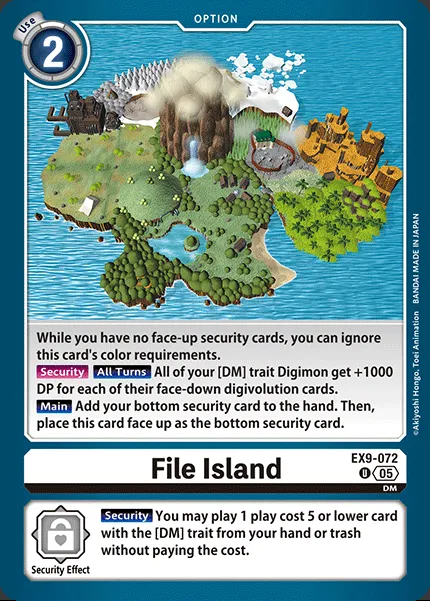 OPTION
Use
2
While you have no face-up security cards, you can ignore
this card's color requirements.
Security All Turns All of your [DM] trait Digimon get +1000
DP for each of their face-down digivolution cards.
Main Add your bottom security card to the hand. Then,
place this card face up as the bottom security card.
©Akiyoshi Hongo, Toei Animation BANDAI MADE IN JAPAN
File Island
EX9-072
U 05
DM
Security You may play 1 play cost 5 or lower card
with the [DM] trait from your hand or trash
without paying the cost.
Security Effect